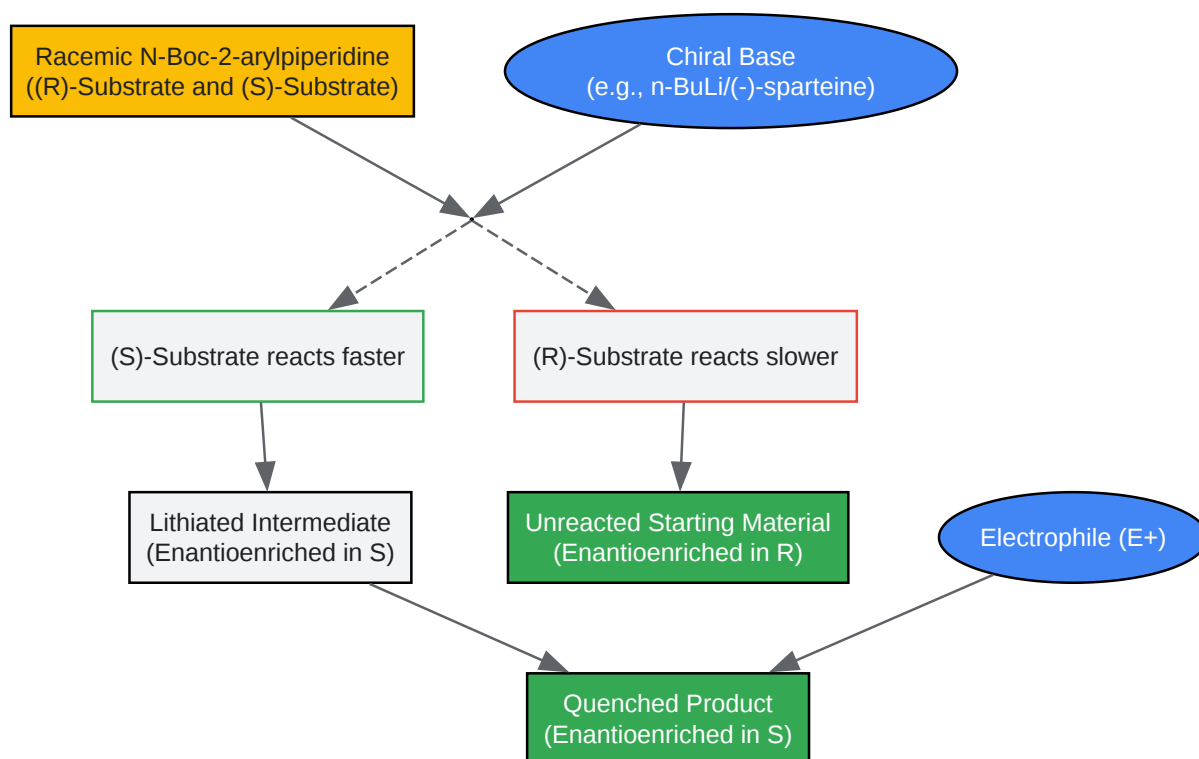 Racemic N-Boc-2-arylpiperidine
((R)-Substrate and (S)-Substrate)
Chiral Base
(e.g., n-BuLi/(-)-sparteine)
(S)-Substrate reacts faster
(R)-Substrate reacts slower
Lithiated Intermediate
(Enantioenriched in S)
Unreacted Starting Material
(Enantioenriched in R)
Electrophile (E+)
Quenched Product
(Enantioenriched in S)